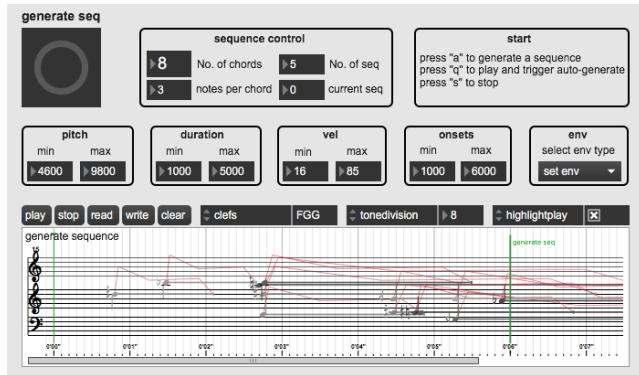 generate seq
sequence control
8 No. of chords 5 No. of seq
3 notes per chord 0 current seq
start
press "a" to generate a sequence
press "q" to play and trigger auto-generate
press "s" to stop
pitch
min max
4600 9800
duration
min max
1000 5000
vel
min max
16 85
onsets
min max
1000 6000
env
select env type
set env
play stop read write clear clefs FGG tonedivision 8 highlightplay
generate sequence
generate seq
15
0'00" 0'01" 0'02" 0'03" 0'04" 0'05" 0'06" 0'07"